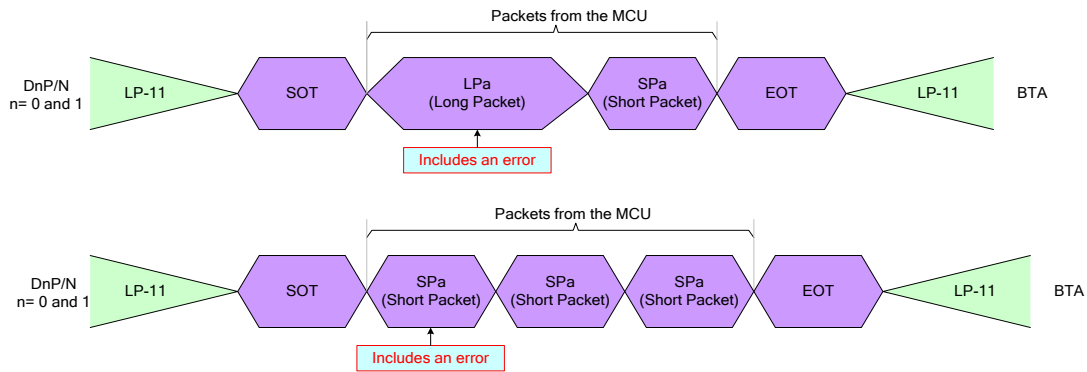 Packets from the MCU
DnP/N
n= 0 and 1
LP-11
SOT
LPa
(Long Packet)
SPa
(Short Packet)
EOT
LP-11
BTA
Includes an error
Packets from the MCU
DnP/N
n= 0 and 1
LP-11
SOT
SPa
(Short Packet)
SPa
(Short Packet)
SPa
(Short Packet)
EOT
LP-11
BTA
Includes an error